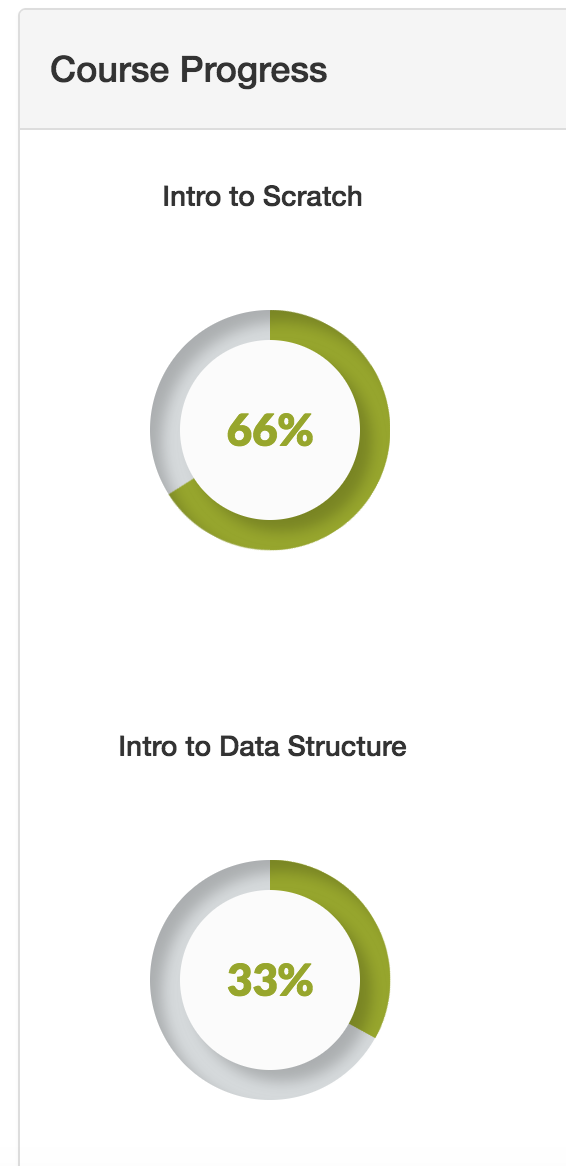 Course Progress
Intro to Scratch
66%
Intro to Data Structure
33%